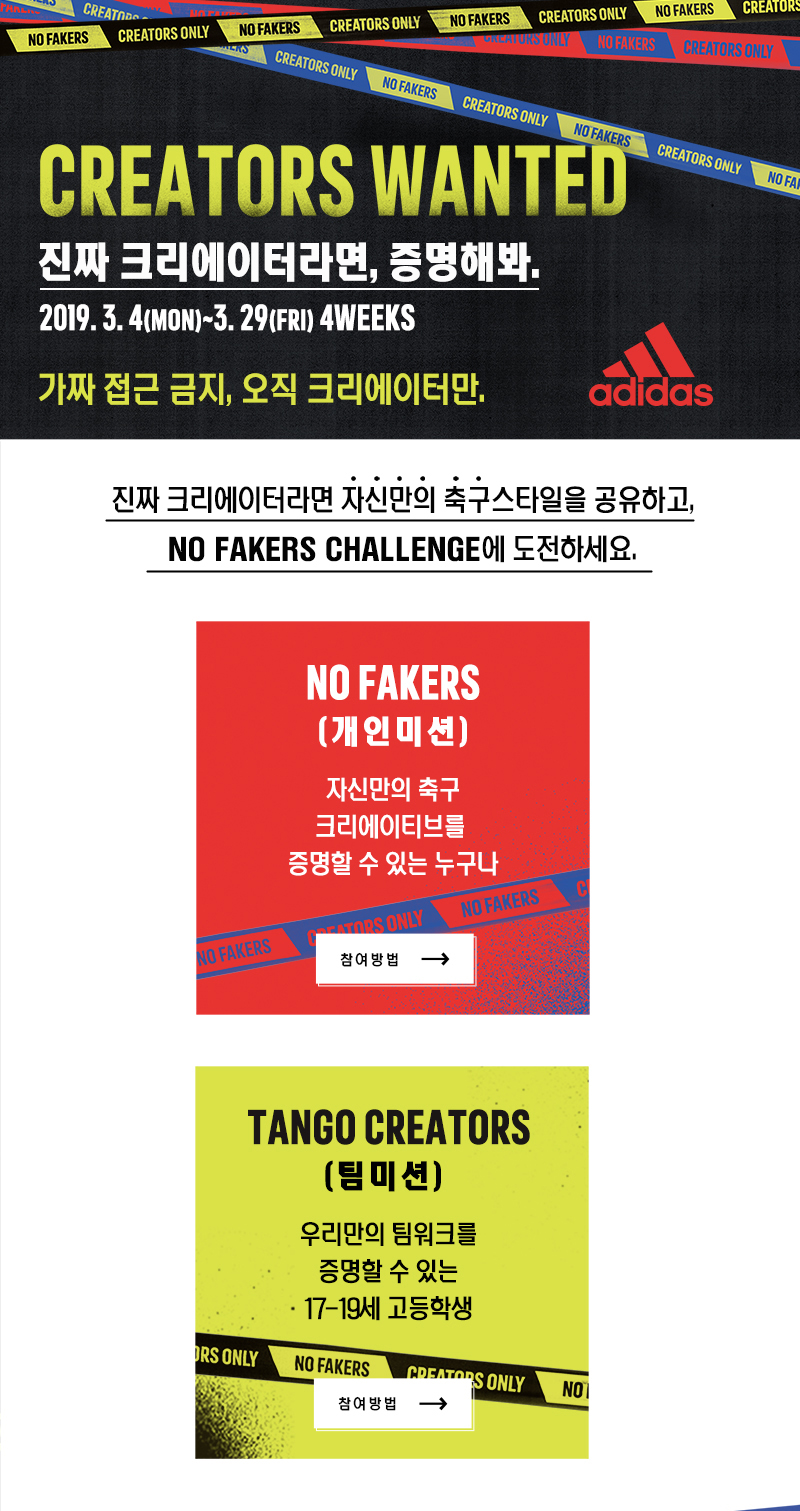 FAKERS CREATORS ONLY NO FAKERS CREATORS
NO FAKERS CREATORS ONLY NO FAKERS CREATORS ONLY NO FAKERS CREATORS ONLY NO FAKERS CREATORS
CREATORS ONLY NO FAKERS CREATORS ONLY
CREATORS ONLY NO FAKERS CREATORS ONLY NO FAKERS CREATORS ONLY NO FA
CREATORS WANTED
진짜 크리에이터라면, 증명해봐.
2019. 3. 4(MON)~3. 29(FRI) 4WEEKS
가짜 접근 금지, 오직 크리에이터만.
adidas
진짜 크리에이터라면 자신만의 축구스타일을 공유하고,
NO FAKERS CHALLENGE에 도전하세요.
NO FAKERS
(개인미션)
자신만의 축구
크리에이티브를
증명할 수 있는 누구나
NO FAKERS CREATORS ONLY NO FAKERS C
참여방법 →
TANGO CREATORS
(팀미션)
우리만의 팀워크를
증명할 수 있는
17-19세 고등학생
ORS ONLY NO FAKERS CREATORS ONLY NO
참여방법 →